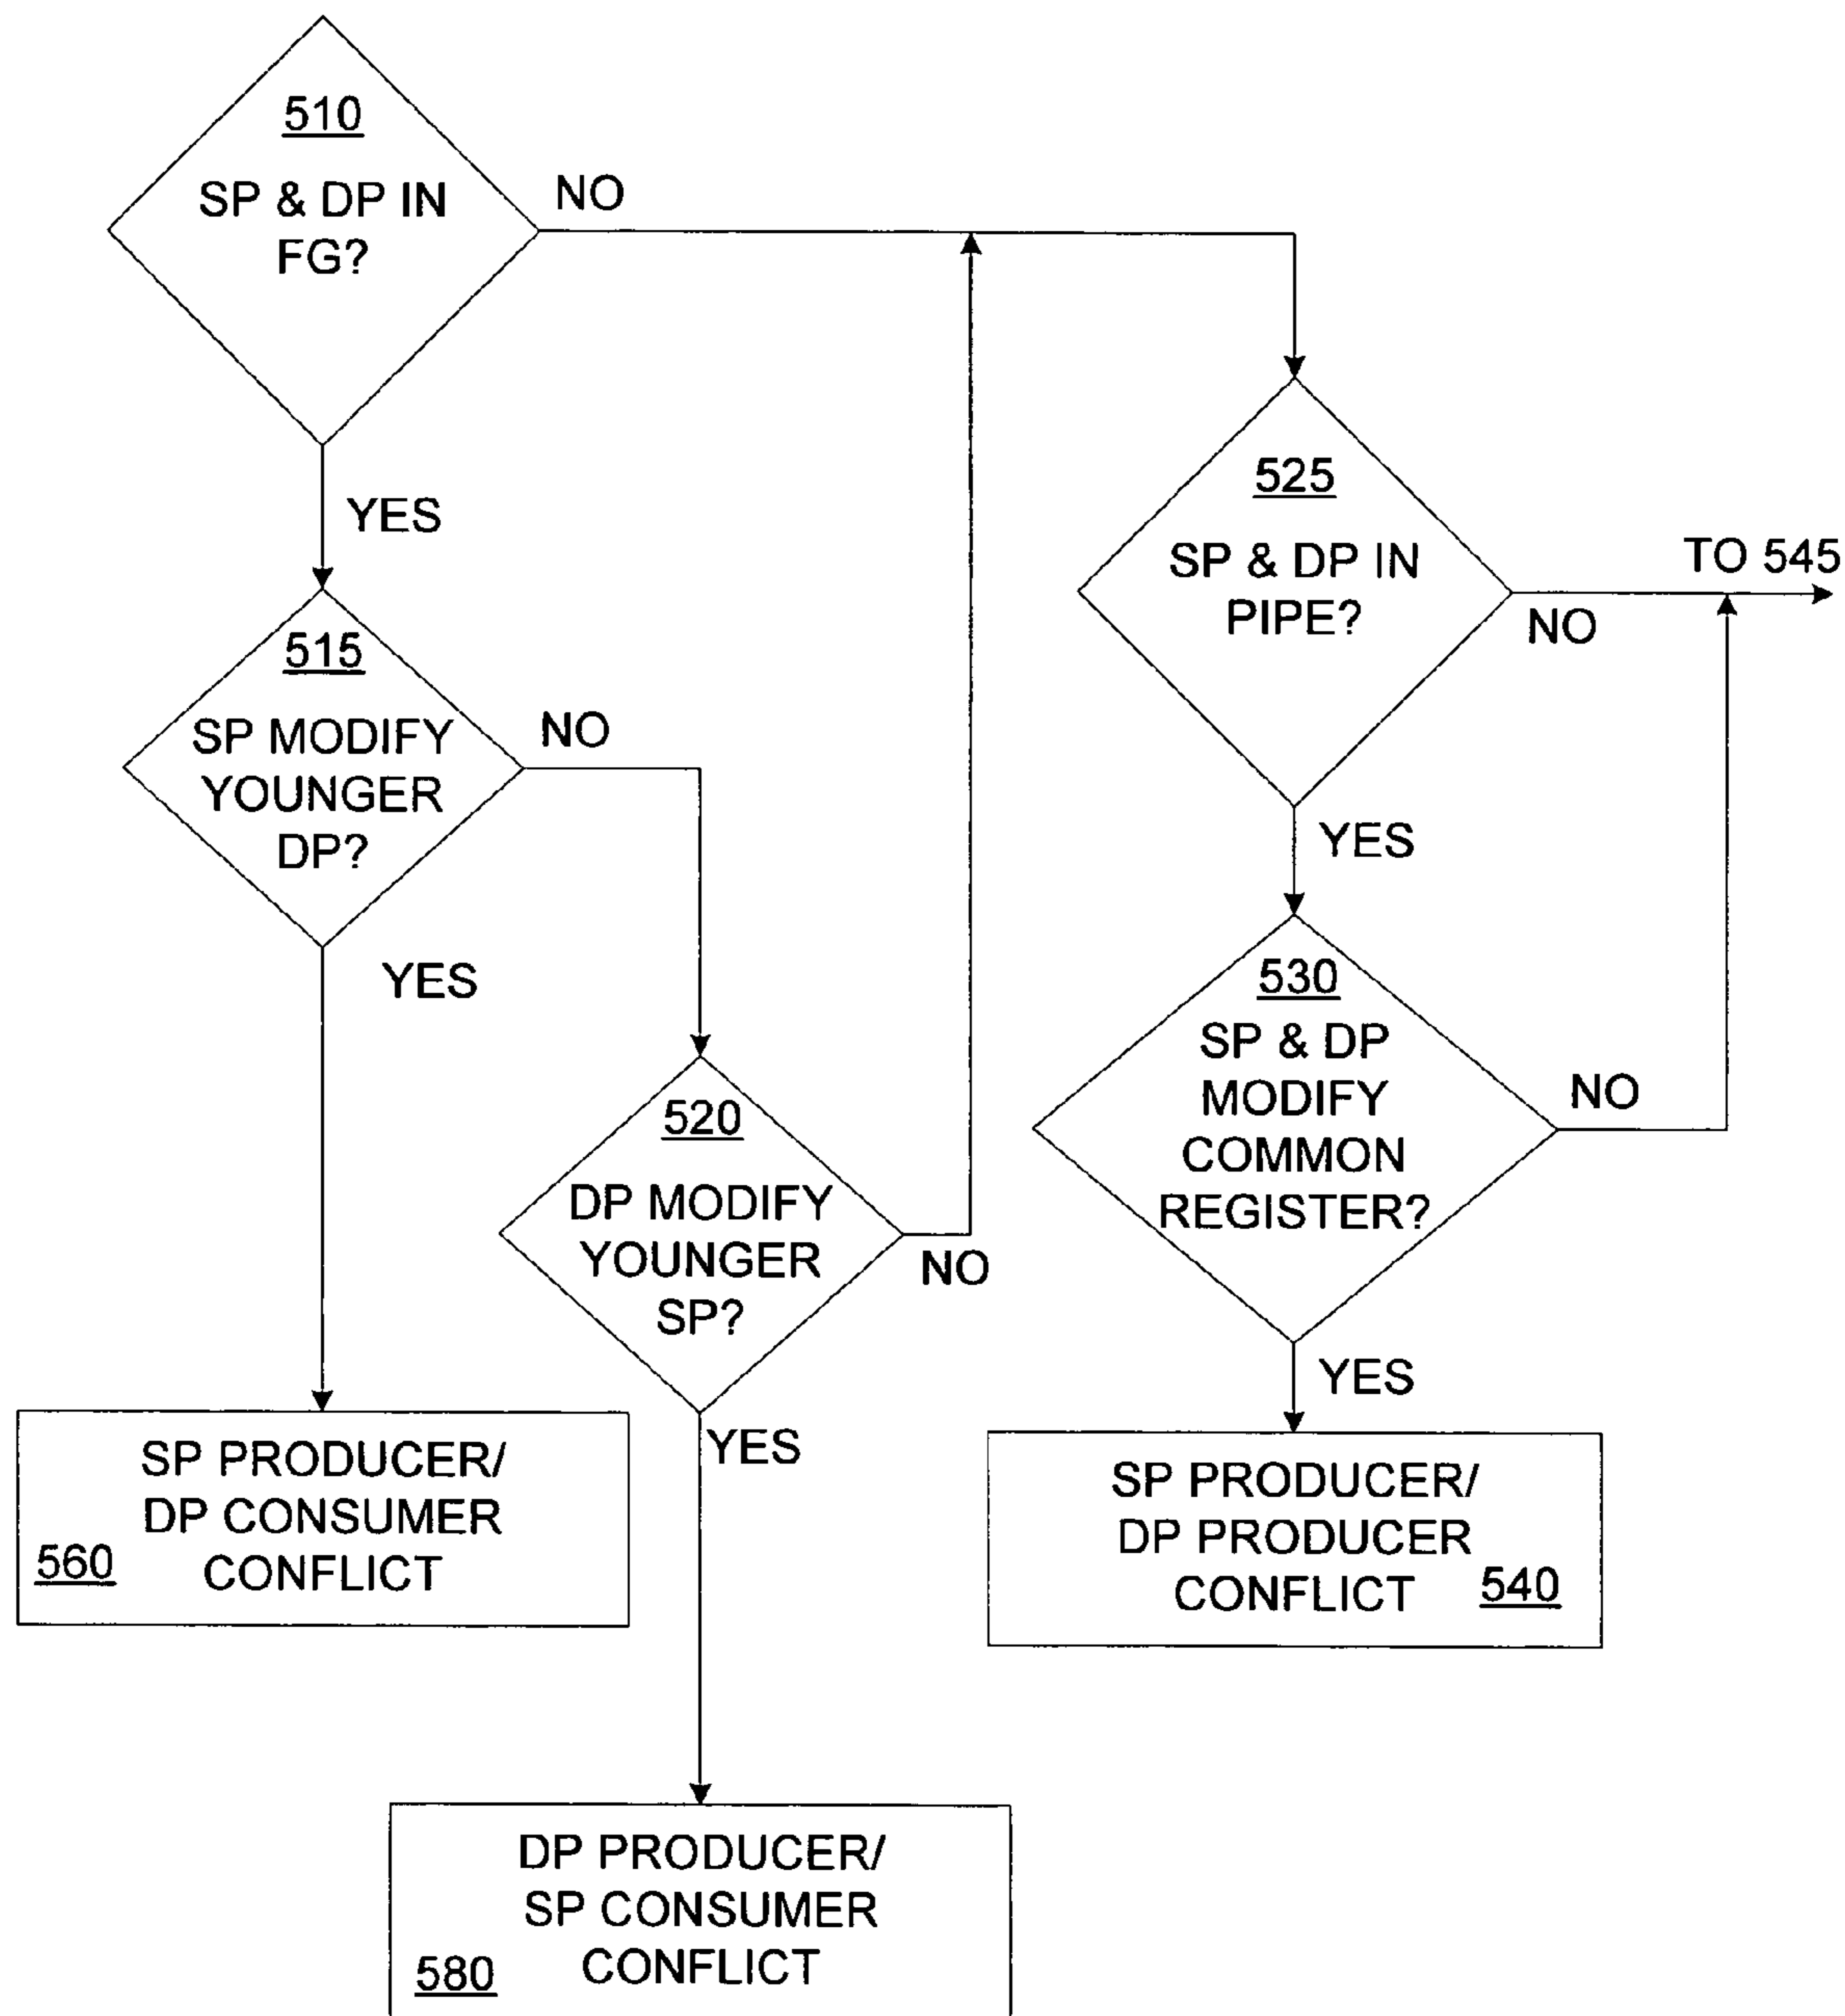 510
SP & DP IN
FG?
NO
YES
515
SP MODIFY
YOUNGER
DP?
NO
YES
520
DP MODIFY
YOUNGER
SP?
NO
YES
525
SP & DP IN
PIPE?
TO 545
NO
YES
530
SP & DP
MODIFY
COMMON
REGISTER?
NO
YES
SP PRODUCER/
DP CONSUMER
CONFLICT
560
SP PRODUCER/
DP PRODUCER
CONFLICT
540
DP PRODUCER/
SP CONSUMER
CONFLICT
580